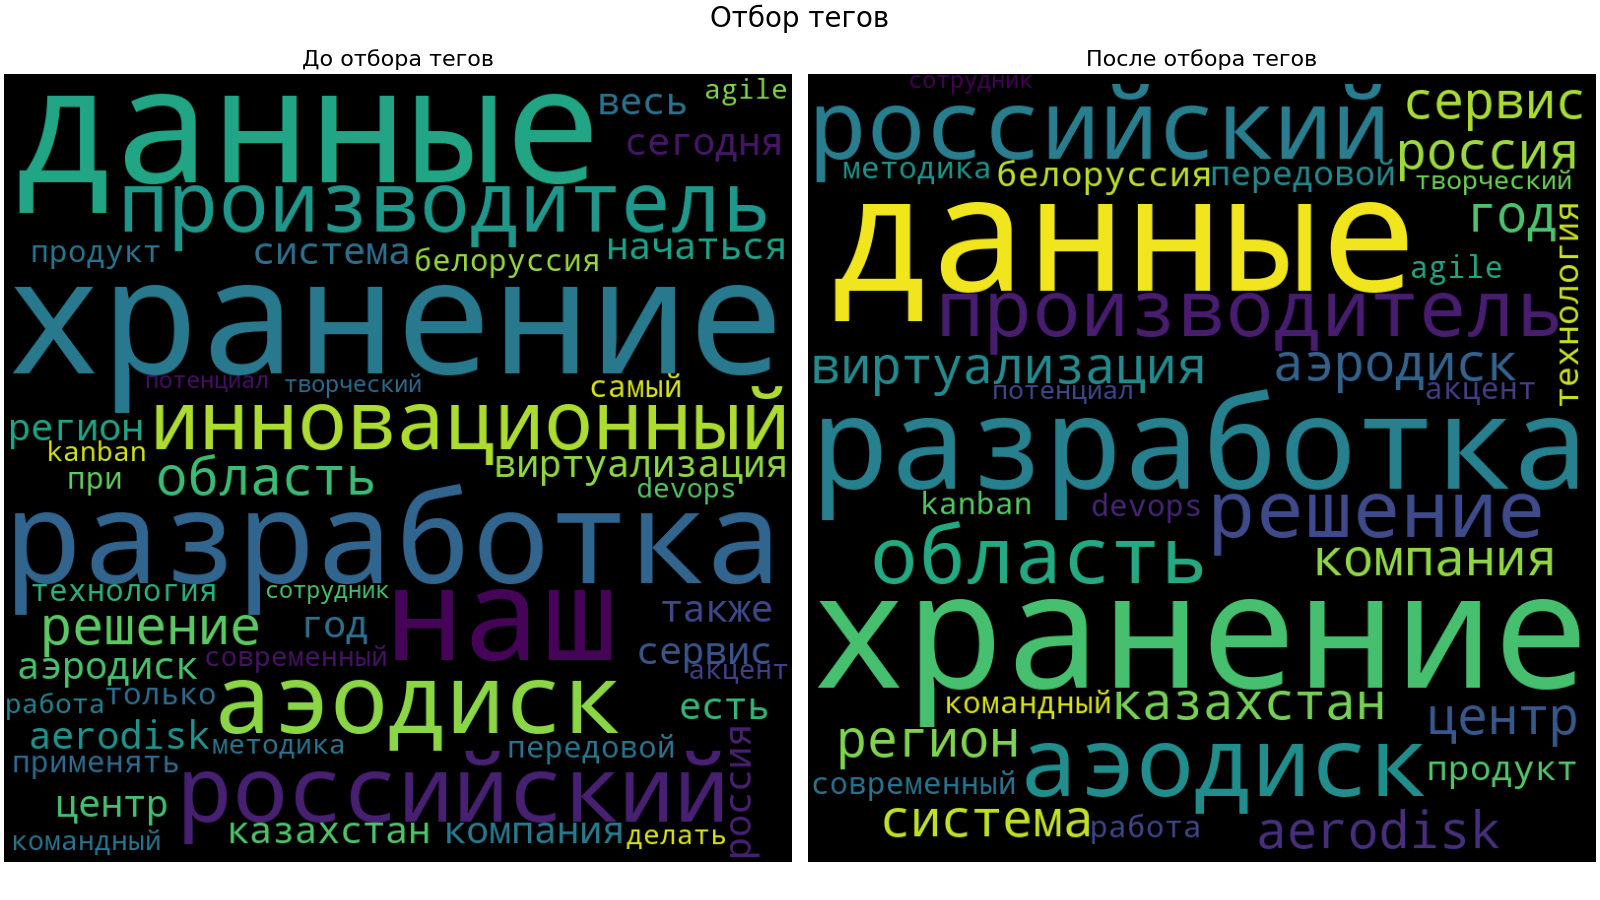 Отбор тегов
До отбора тегов
данные
весь
agile
сегодня
производитель
продукт
система
белоруссия
начаться
хранение
потенциал
творческий
самый
регион
инновационный
kanban
при
область
виртуализация
devops
разработка
технология
сотрудник
наш
также
решение
год
сервис
аэродиск
современный
акцент
работа
только
аэодиск
есть
aerodisk
методика
передовой
россия
применять
российский
центр
казахстан
компания
делать
командный
После отбора тегов
сотрудник
российский
сервис
россия
методика
белоруссия
передовой
творческий
данные
год
технология
agile
производитель
виртуализация
аэродиск
потенциал
акцент
разработка
kanban
devops
решение
область
компания
хранение
командный
казахстан
центр
регион
аэодиск
продукт
современный
система
работа
aerodisk